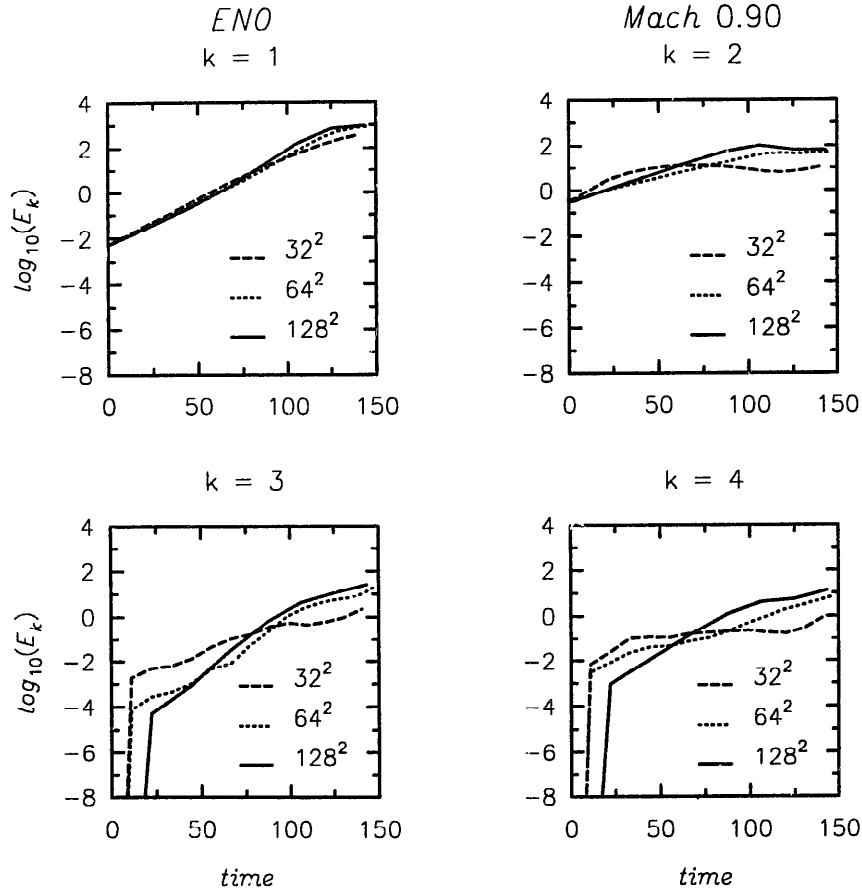 ENO
Mach 0.90
k = 1
k = 2
4
2
0
−2
−4
−6
−8
log10(Ek)
32²
64²
128²
0 50 100 150
4
2
0
−2
−4
−6
−8
32²
64²
128²
0 50 100 150
k = 3
k = 4
4
2
0
−2
−4
−6
−8
log10(Ek)
32²
64²
128²
0 50 100 150
time
4
2
0
−2
−4
−6
−8
32²
64²
128²
0 50 100 150
time